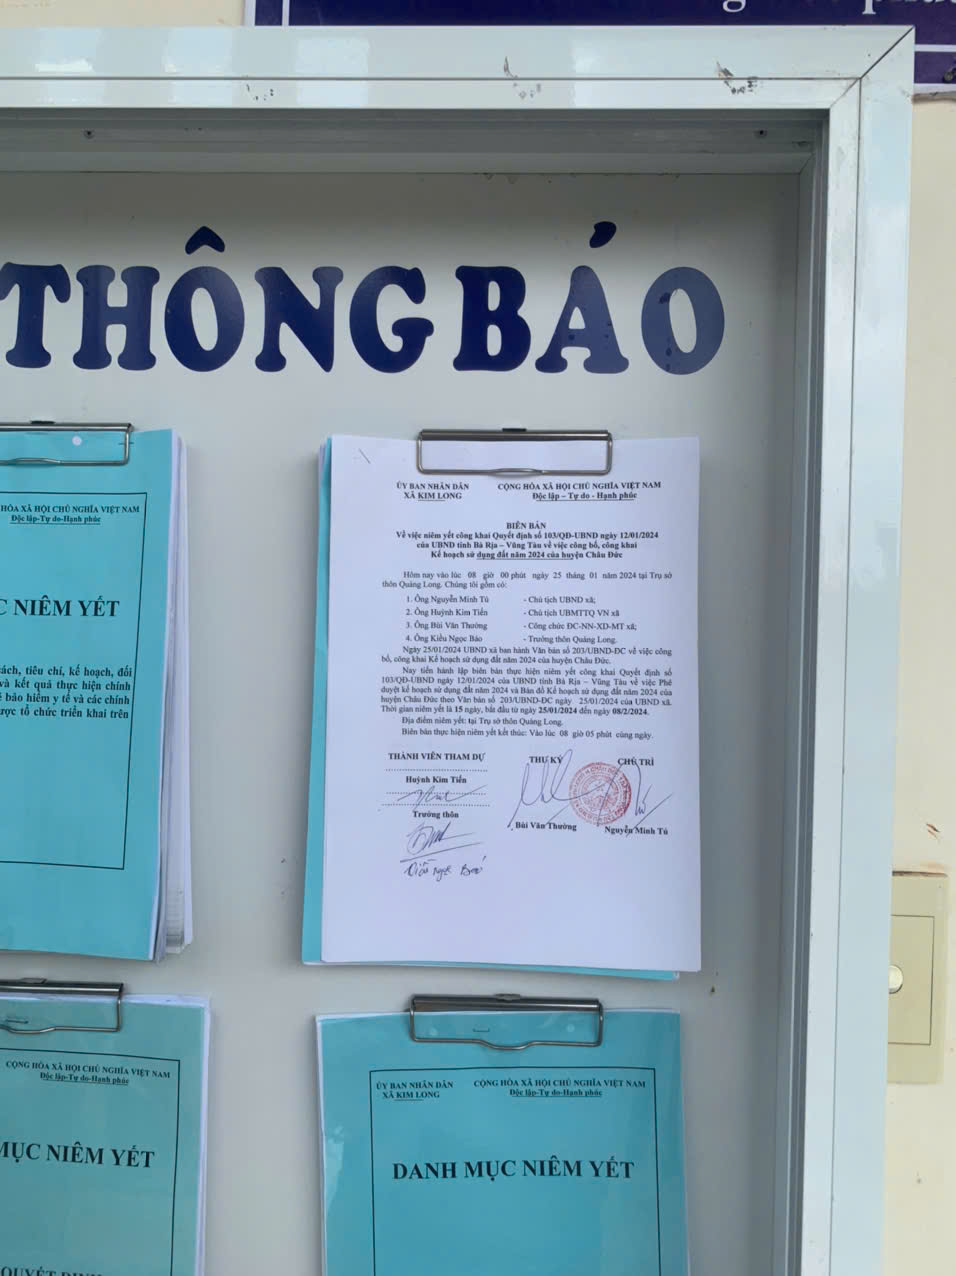 THÔNG BÁO
HÒA XÃ HỘI CHỦ NGHĨA VIỆT NAM
Độc lập-Tự do-Hạnh phúc
NIÊM YẾT
sách, tiêu chí, kế hoạch, đối
và kết quả thực hiện chính
bảo hiểm y tế và các chính
được tổ chức triển khai trên
ỦY BAN NHÂN DÂN
XÃ KIM LONG
CỘNG HÒA XÃ HỘI CHỦ NGHĨA VIỆT NAM
Độc lập – Tự do - Hạnh phúc
BIÊN BẢN
Về việc niêm yết công khai Quyết định số 103/QĐ-UBND ngày 12/01/2024
của UBND tỉnh Bà Rịa – Vũng Tàu về việc công bố, công khai
Kế hoạch sử dụng đất năm 2024 của huyện Châu Đức
Hôm nay vào lúc 08 giờ 00 phút ngày 25 tháng 01 năm 2024 tại Trụ sở
thôn Quảng Long. Chúng tôi gồm có:
1. Ông Nguyễn Minh Tú - Chủ tịch UBND xã;
2. Ông Huỳnh Kim Tiến - Chủ tịch UBMTTQ VN xã
3. Ông Bùi Văn Thường - Công chức ĐC-NN-XD-MT xã;
4. Ông Kiều Ngọc Bảo - Trưởng thôn Quảng Long.
Ngày 25/01/2024 UBND xã ban hành Văn bản số 203/UBND-ĐC về việc công
bố, công khai Kế hoạch sử dụng đất năm 2024 của huyện Châu Đức.
Nay tiến hành lập biên bản thực hiện niêm yết công khai Quyết định số
103/QĐ-UBND ngày 12/01/2024 của UBND tỉnh Bà Rịa – Vũng Tàu về việc Phê
duyệt kế hoạch sử dụng đất năm 2024 và Bản đồ Kế hoạch sử dụng đất năm 2024 của
huyện Châu Đức theo Văn bản số 203/UBND-ĐC ngày 25/01/2024 của UBND xã.
Thời gian niêm yết là 15 ngày, bắt đầu từ ngày 25/01/2024 đến ngày 08/2/2024.
Địa điểm niêm yết: tại Trụ sở thôn Quảng Long.
Biên bản thực hiện niêm yết kết thúc: Vào lúc 08 giờ 05 phút cùng ngày.
THÀNH VIÊN THAM DỰ
THƯ KÝ
CHỦ TRÌ
Huỳnh Kim Tiến
Trưởng thôn
Bùi Văn Thường
Nguyễn Minh Tú
CỘNG HÒA XÃ HỘI CHỦ NGHĨA VIỆT NAM
Độc lập-Tự do-Hạnh phúc
MỤC NIÊM YẾT
ỦY BAN NHÂN DÂN
XÃ KIM LONG
CỘNG HÒA XÃ HỘI CHỦ NGHĨA VIỆT NAM
Độc lập-Tự do-Hạnh phúc
DANH MỤC NIÊM YẾT